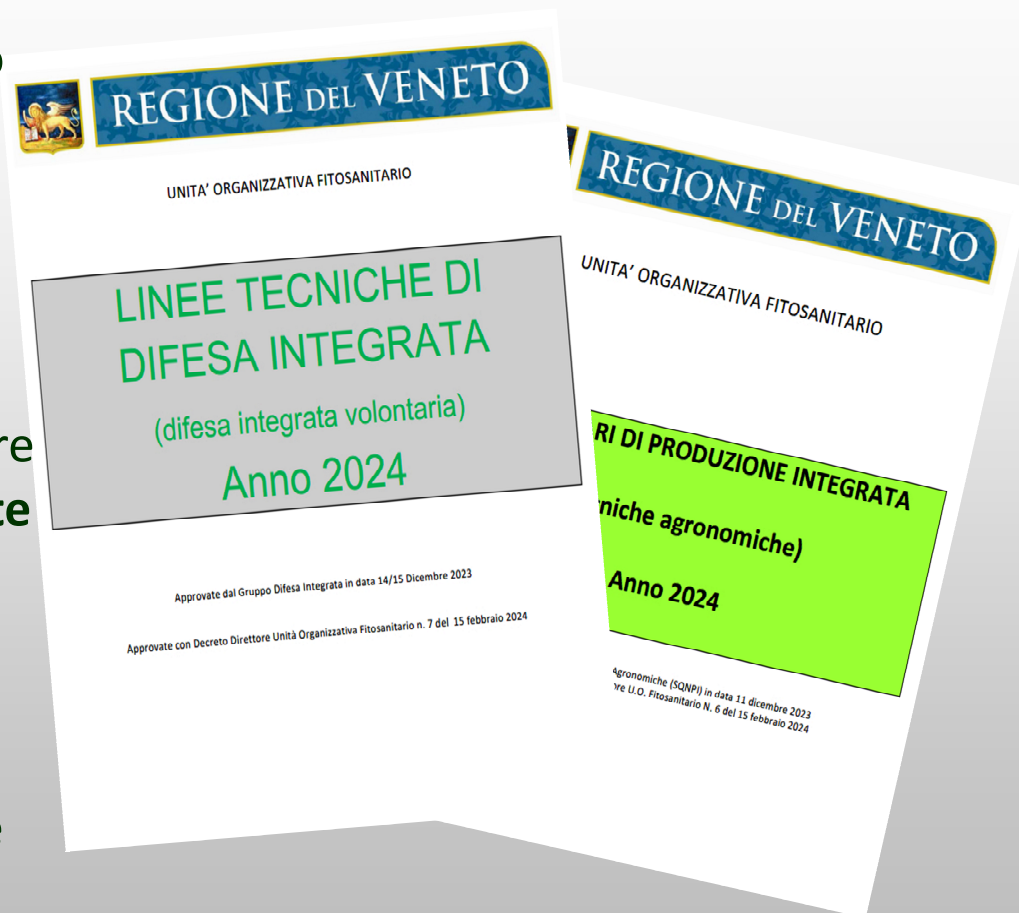 re
te
REGIONE DEL VENETO
UNITA’ ORGANIZZATIVA FITOSANITARIO
LINEE TECNICHE DI
DIFESA INTEGRATA
(difesa integrata volontaria)
Anno 2024
Approvate dal Gruppo Difesa Integrata in data 14/15 Dicembre 2023
Approvate con Decreto Direttore Unità Organizzativa Fitosanitario n. 7 del 15 febbraio 2024
REGIONE DEL VENETO
UNITA’ ORGANIZZATIVA FITOSANITARIO
RI DI PRODUZIONE INTEGRATA
niche agronomiche)
Anno 2024
Agronomiche (SQNPI) in data 11 dicembre 2023
re U.O. Fitosanitario N. 6 del 15 febbraio 2024